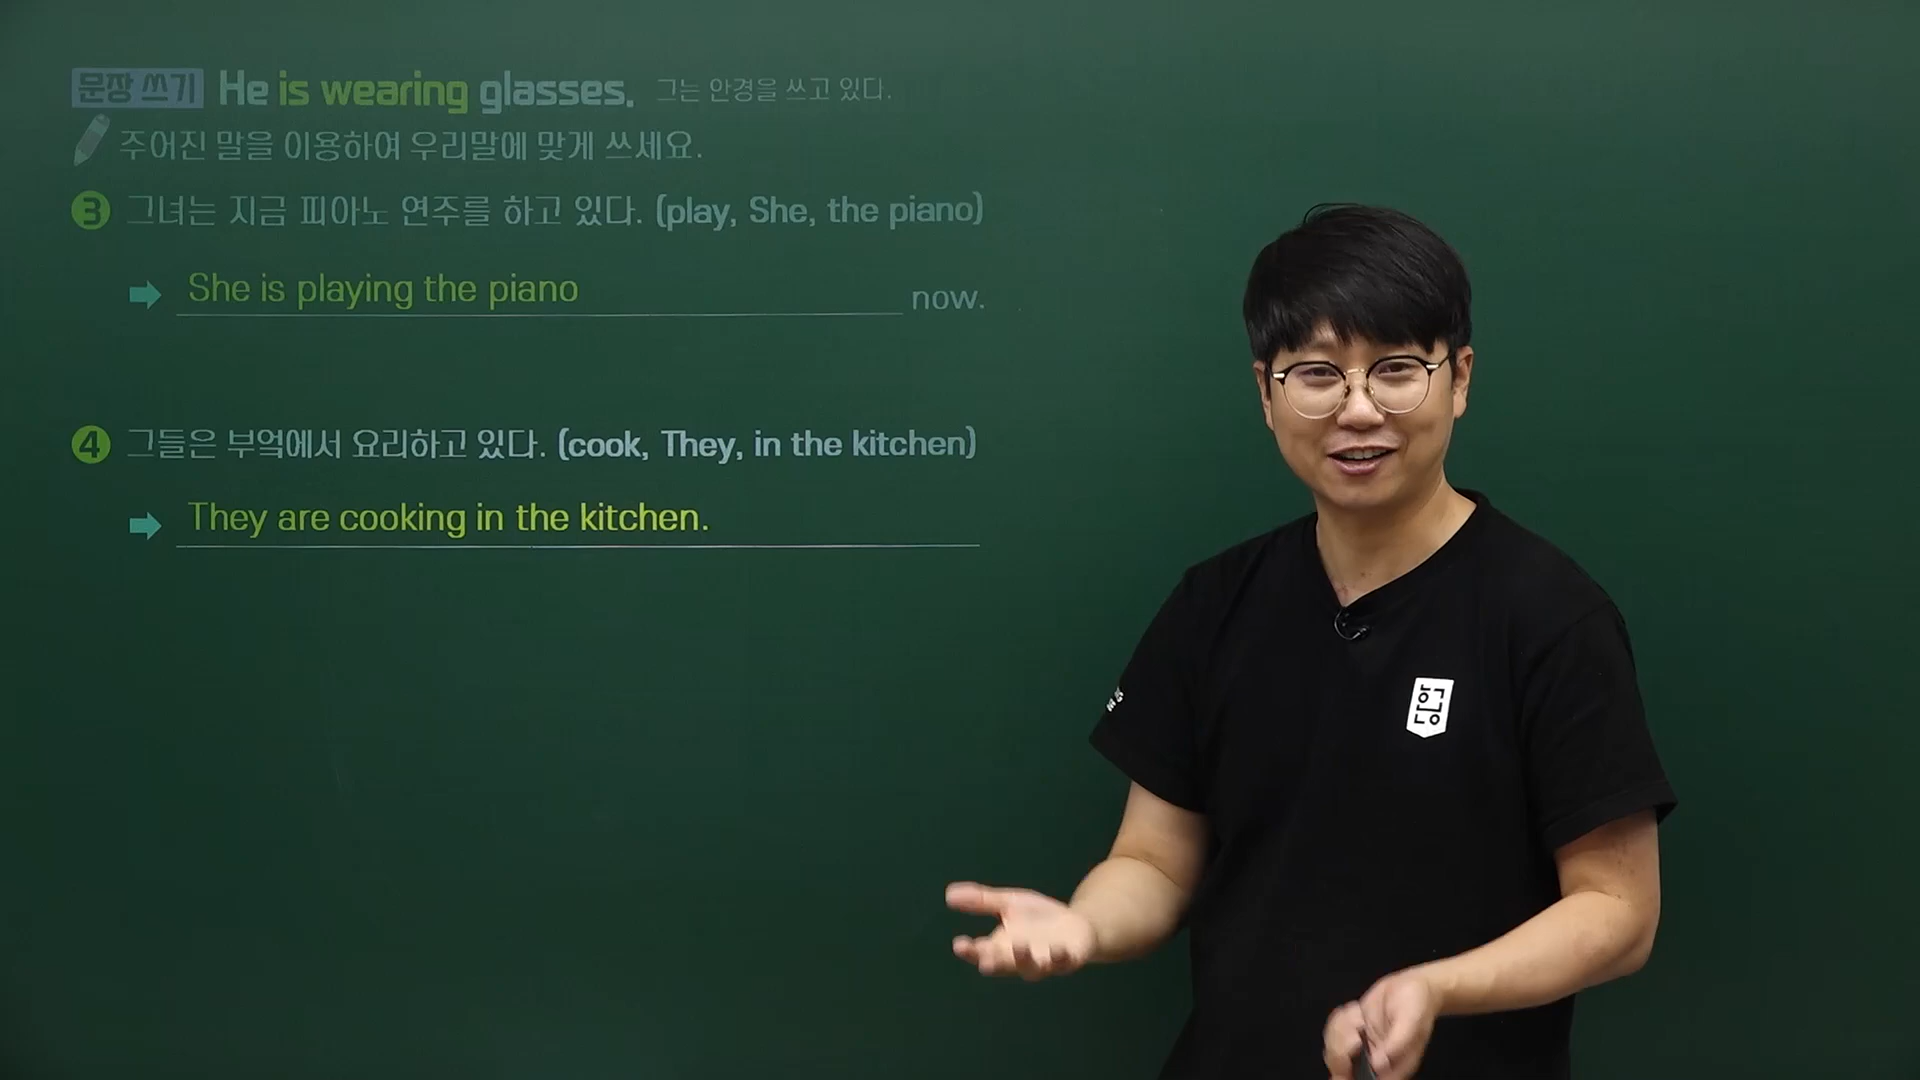 문장 쓰기 He is wearing glasses. 그는 안경을 쓰고 있다.
주어진 말을 이용하여 우리말에 맞게 쓰세요.
3 그녀는 지금 피아노 연주를 하고 있다. (play, She, the piano)
She is playing the piano now.
4 그들은 부엌에서 요리하고 있다. (cook, They, in the kitchen)
They are cooking in the kitchen.